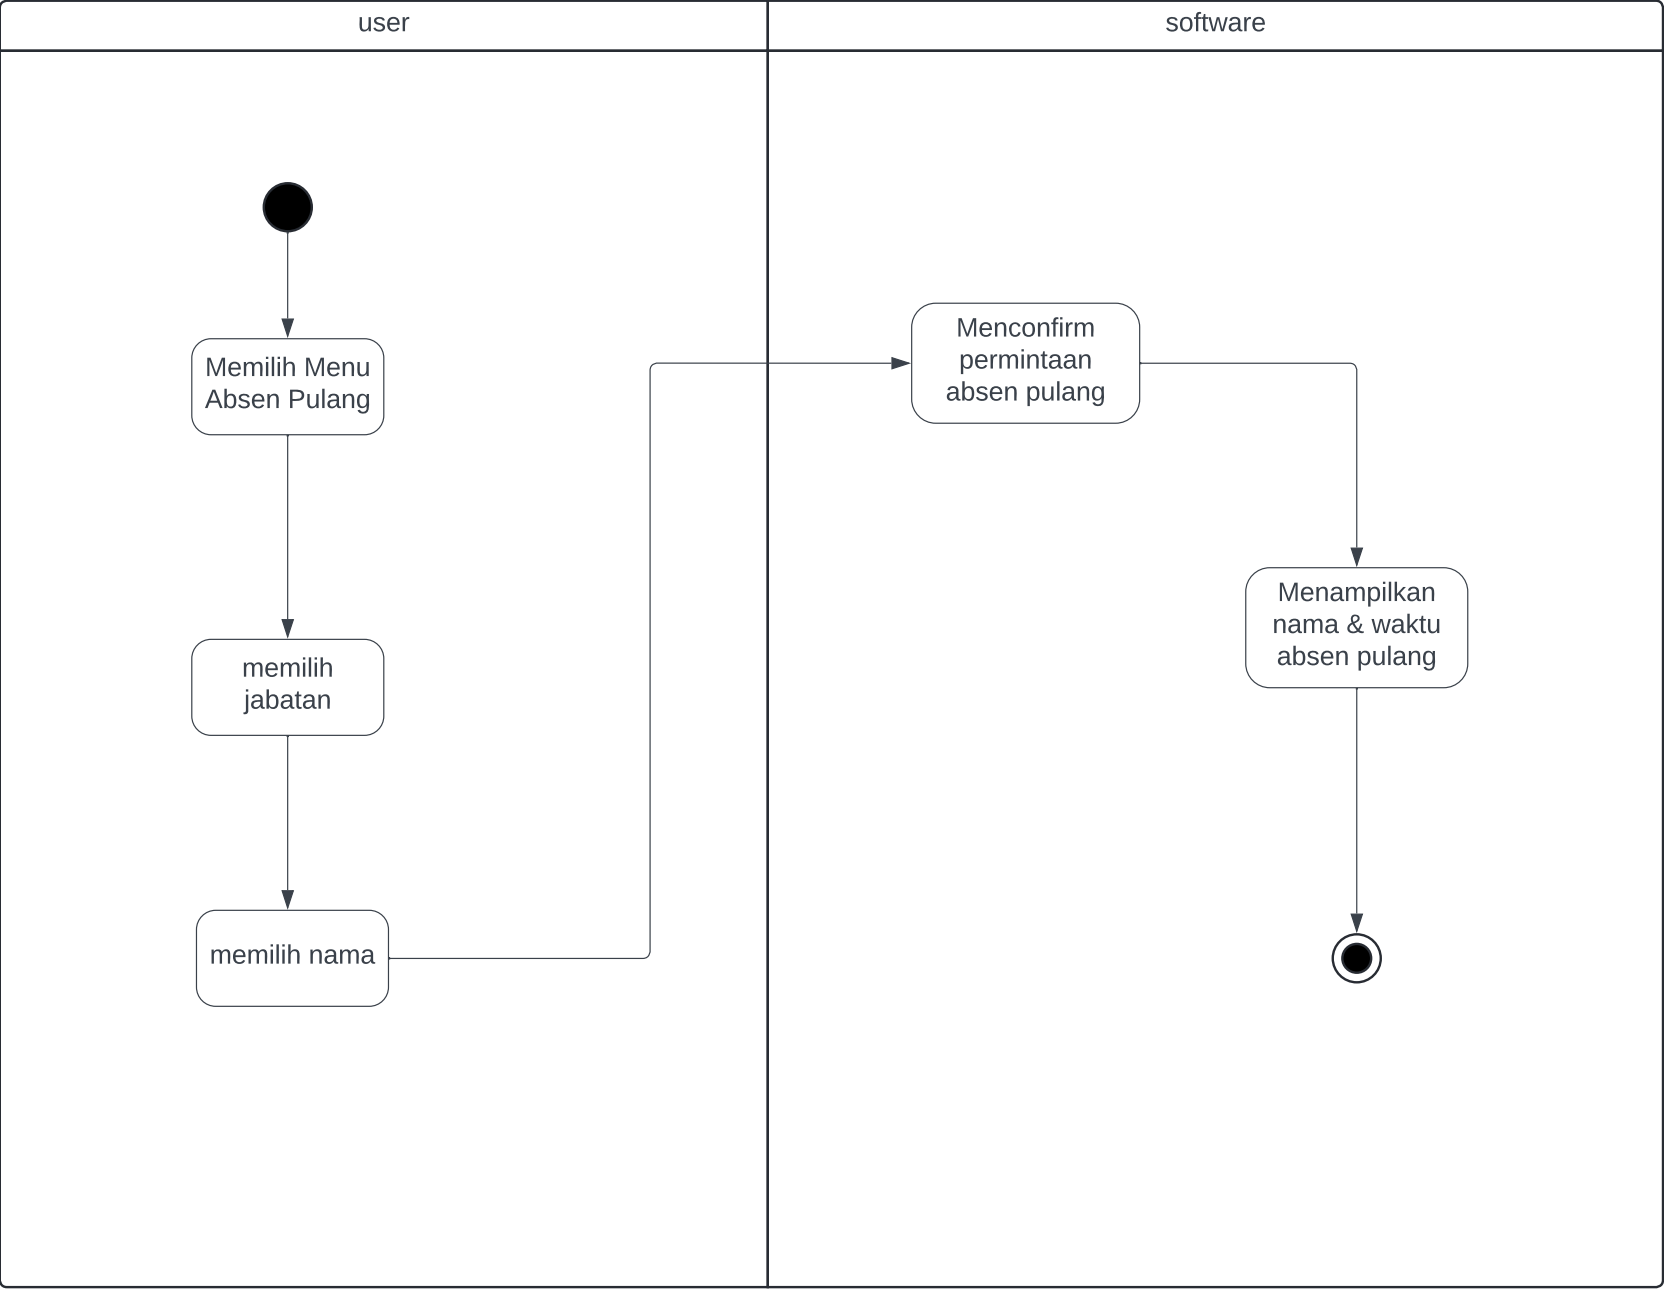 user
software
Memilih Menu
Absen Pulang
memilih
jabatan
memilih nama
Menconfirm
permintaan
absen pulang
Menampilkan
nama & waktu
absen pulang